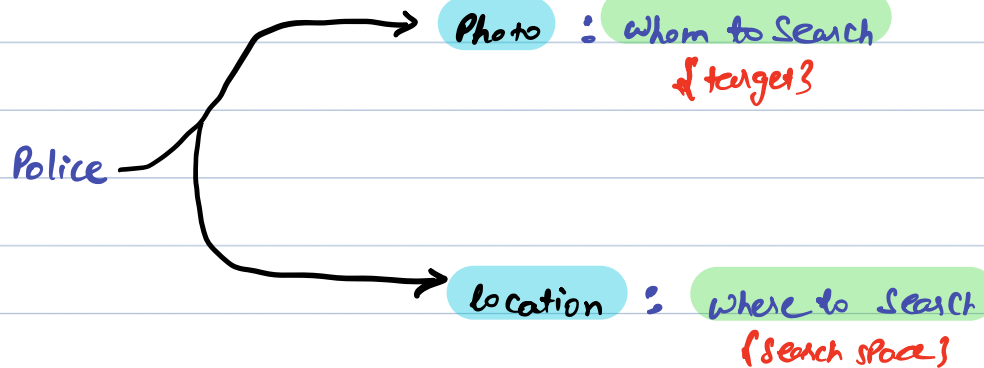 Photo : whom to Search
{target}
Police
location : where to Search
{search space}